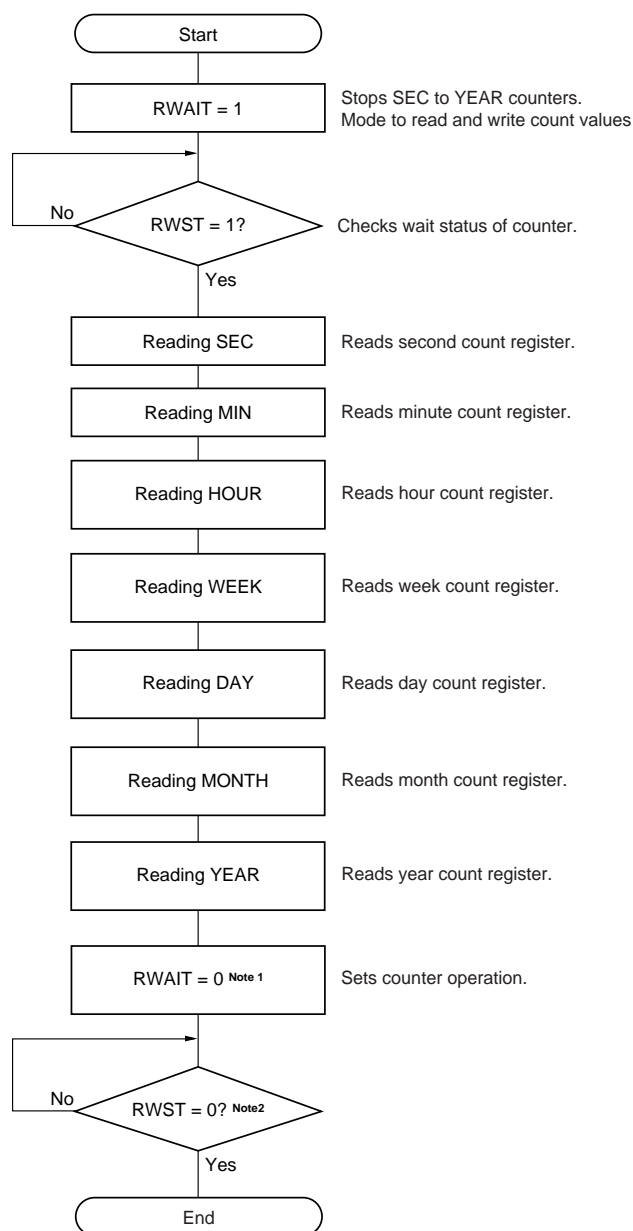 Start
RWAIT = 1
Stops SEC to YEAR counters.
Mode to read and write count values
No
RWST = 1?
Checks wait status of counter.
Yes
Reading SEC
Reads second count register.
Reading MIN
Reads minute count register.
Reading HOUR
Reads hour count register.
Reading WEEK
Reads week count register.
Reading DAY
Reads day count register.
Reading MONTH
Reads month count register.
Reading YEAR
Reads year count register.
RWAIT = 0 Note 1
Sets counter operation.
No
RWST = 0? Note2
Yes
End